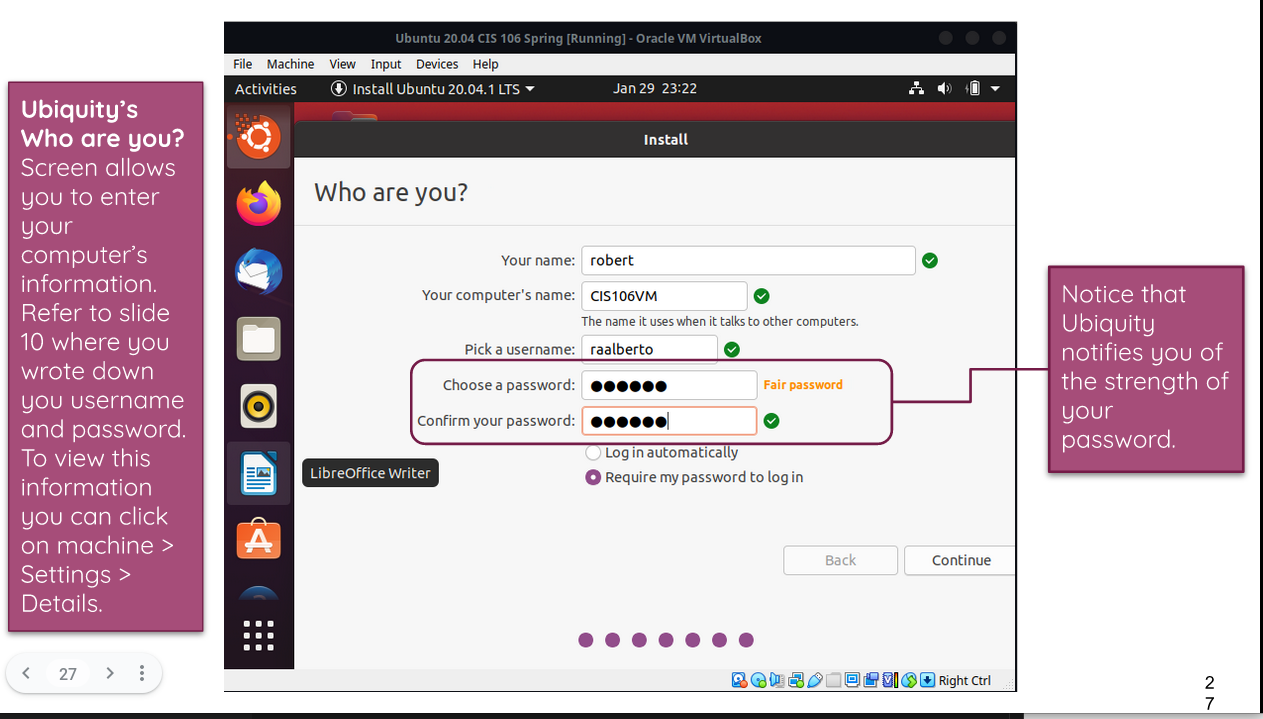 Ubuntu 20.04 CIS 106 Spring [Running] - Oracle VM VirtualBox
File Machine View Input Devices Help
Activities Install Ubuntu 20.04.1 LTS Jan 29 23:22
Install
Who are you?
Your name: robert
Your computer's name: CIS106VM
The name it uses when it talks to other computers.
Pick a username: raalberto
Choose a password: ●●●●●● Fair password
Confirm your password: ●●●●●●
Log in automatically
Require my password to log in
LibreOffice Writer
Back Continue
Right Ctrl
Ubiquity's
Who are you?
Screen allows
you to enter
your
computer's
information.
Refer to slide
10 where you
wrote down
you username
and password.
To view this
information
you can click
on machine >
Settings >
Details.
Notice that
Ubiquity
notifies you of
the strength of
your
password.
27
2
7